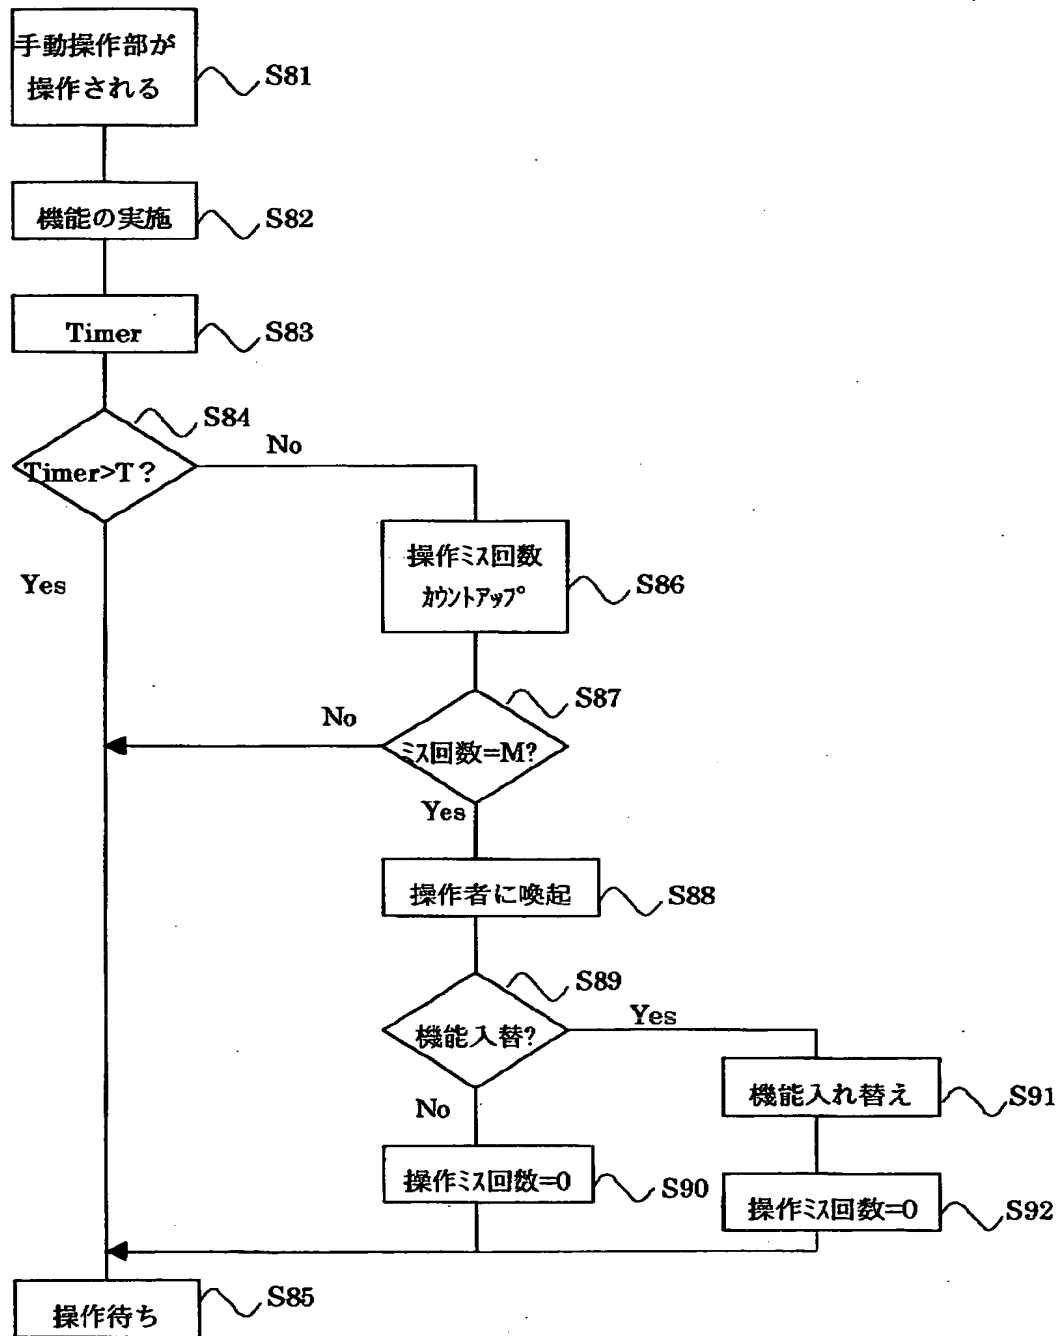 手動操作部が
操作される
S81
機能の実施
S82
Timer
S83
S84
Timer>T?
No
Yes
操作ﾐｽ回数
ｶｳﾝﾄｱｯﾌﾟ
S86
S87
No
ﾐｽ回数=M?
Yes
操作者に喚起
S88
S89
機能入替?
Yes
No
機能入れ替え
S91
操作ﾐｽ回数=0
S90
操作ﾐｽ回数=0
S92
操作待ち
S85